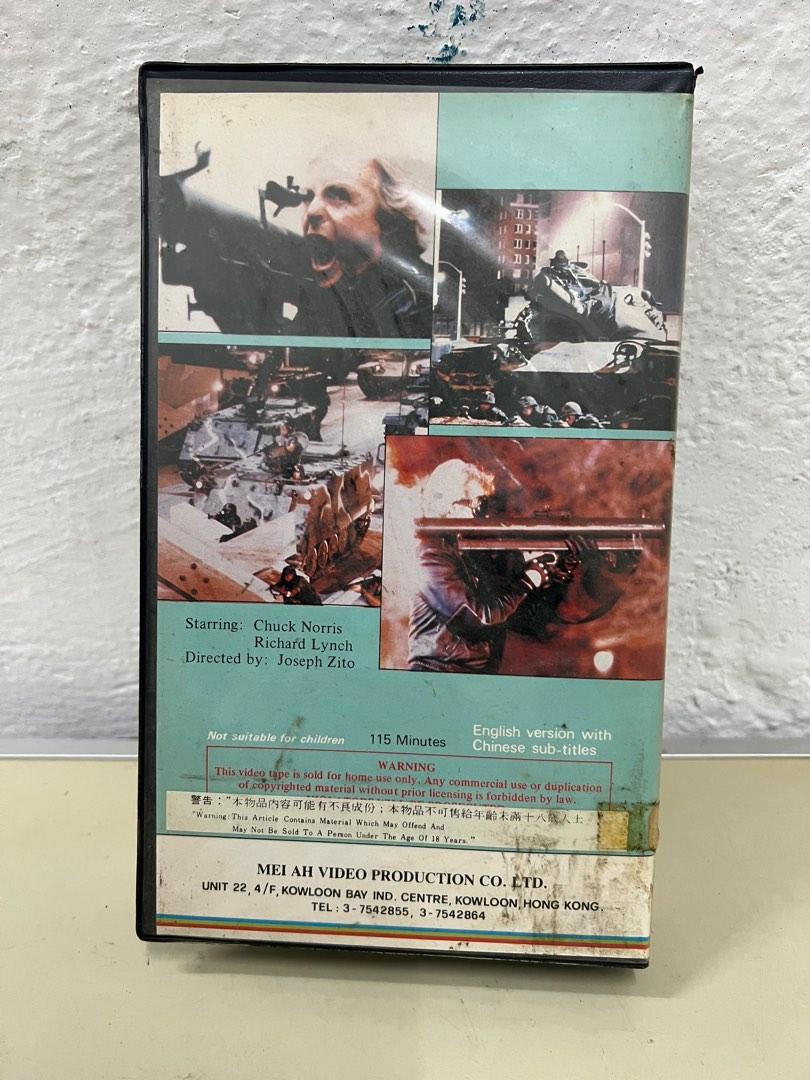 Starring: Chuck Norris
Richard Lynch
Directed by: Joseph Zito
Not suitable for children
115 Minutes
English version with
Chinese sub-titles
WARNING
This video tape is sold for home use only. Any commercial use or duplication
of copyrighted material without prior licensing is forbidden by law.
警告："本物品內容可能有不良成份；本物品不可售給年齡未滿十八歲人士
"Warning: This Article Contains Material Which May Offend And
May Not Be Sold To A Person Under The Age Of 18 Years."
MEI AH VIDEO PRODUCTION CO. LTD.
UNIT 22, 4/F, KOWLOON BAY IND. CENTRE, KOWLOON, HONG KONG.
TEL : 3-7542855, 3-7542864